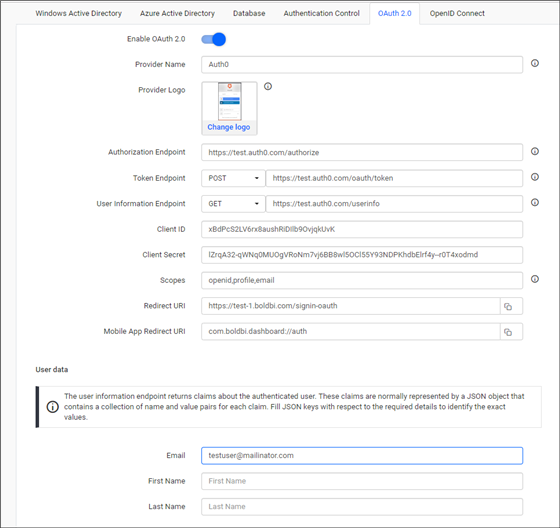 Windows Active Directory Azure Active Directory Database Authentication Control OAuth 2.0 OpenID Connect
Enable OAuth 2.0
Provider Name Auth0
Provider Logo
Change logo
Authorization Endpoint https://test.auth0.com/authorize
Token Endpoint POST https://test.auth0.com/oauth/token
User Information Endpoint GET https://test.auth0.com/userinfo
Client ID xBdPcS2LV6rx8aushRiDIlb9OvjqkUvK
Client Secret lZrqA32-qWNq0MUOgVRoNm7vj6BB8wl5OCl55Y93NDPKhdbElrf4y--r0T4xodmd
Scopes openid,profile,email
Redirect URI https://test-1.boldbi.com/signin-oauth
Mobile App Redirect URI com.boldbi.dashboard://auth
User data
The user information endpoint returns claims about the authenticated user. These claims are normally represented by a JSON object that
contains a collection of name and value pairs for each claim. Fill JSON keys with respect to the required details to identify the exact
values.
Email testuser@mailinator.com
First Name First Name
Last Name Last Name